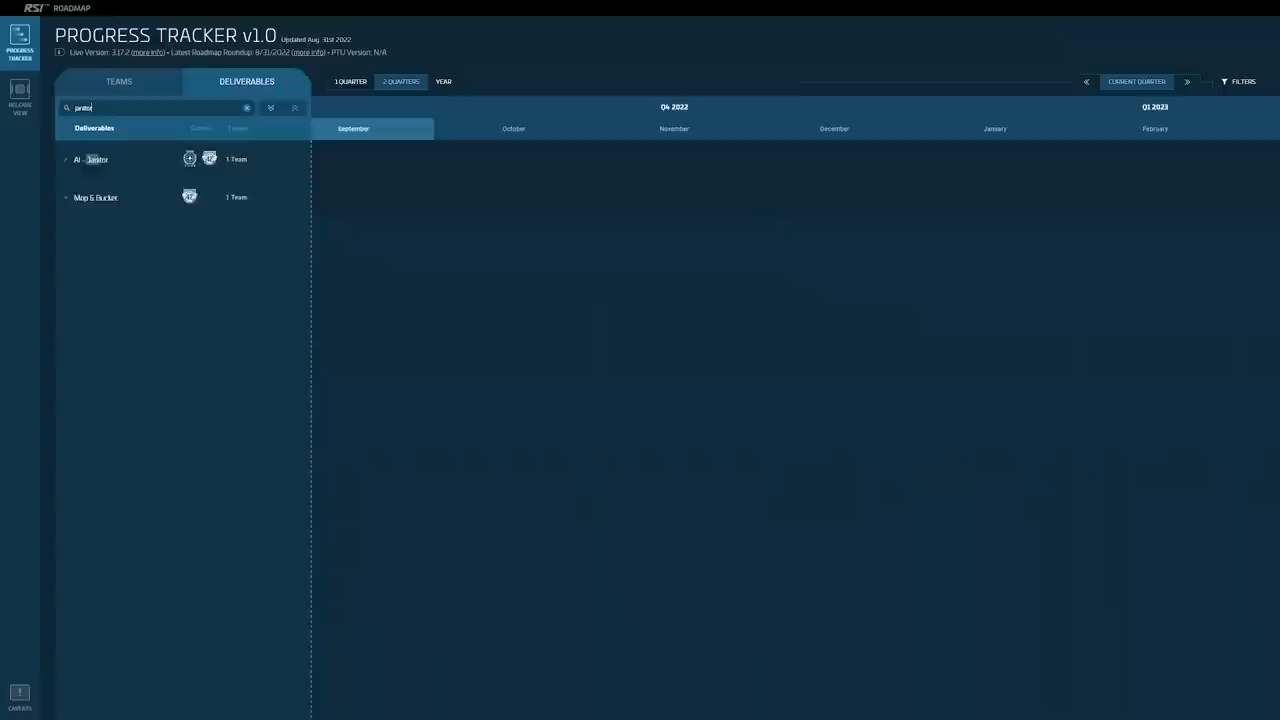 RSI ROADMAP
PROGRESS TRACKER
RELEASE VIEW
PROGRESS TRACKER v1.0 Updated Aug. 31st 2022
Live Version: 3.17.2 (more info) • Latest Roadmap Roundup: 8/31/2022 (more info) • PTU Version: N/A
TEAMS
DELIVERABLES
1 QUARTER
2 QUARTERS
YEAR
CURRENT QUARTER
FILTERS
janitor
Q4 2022
Q1 2023
Deliverables
September
October
November
December
January
February
AI - Janitor
1 Team
Mop & Bucket
1 Team
CAVEATS